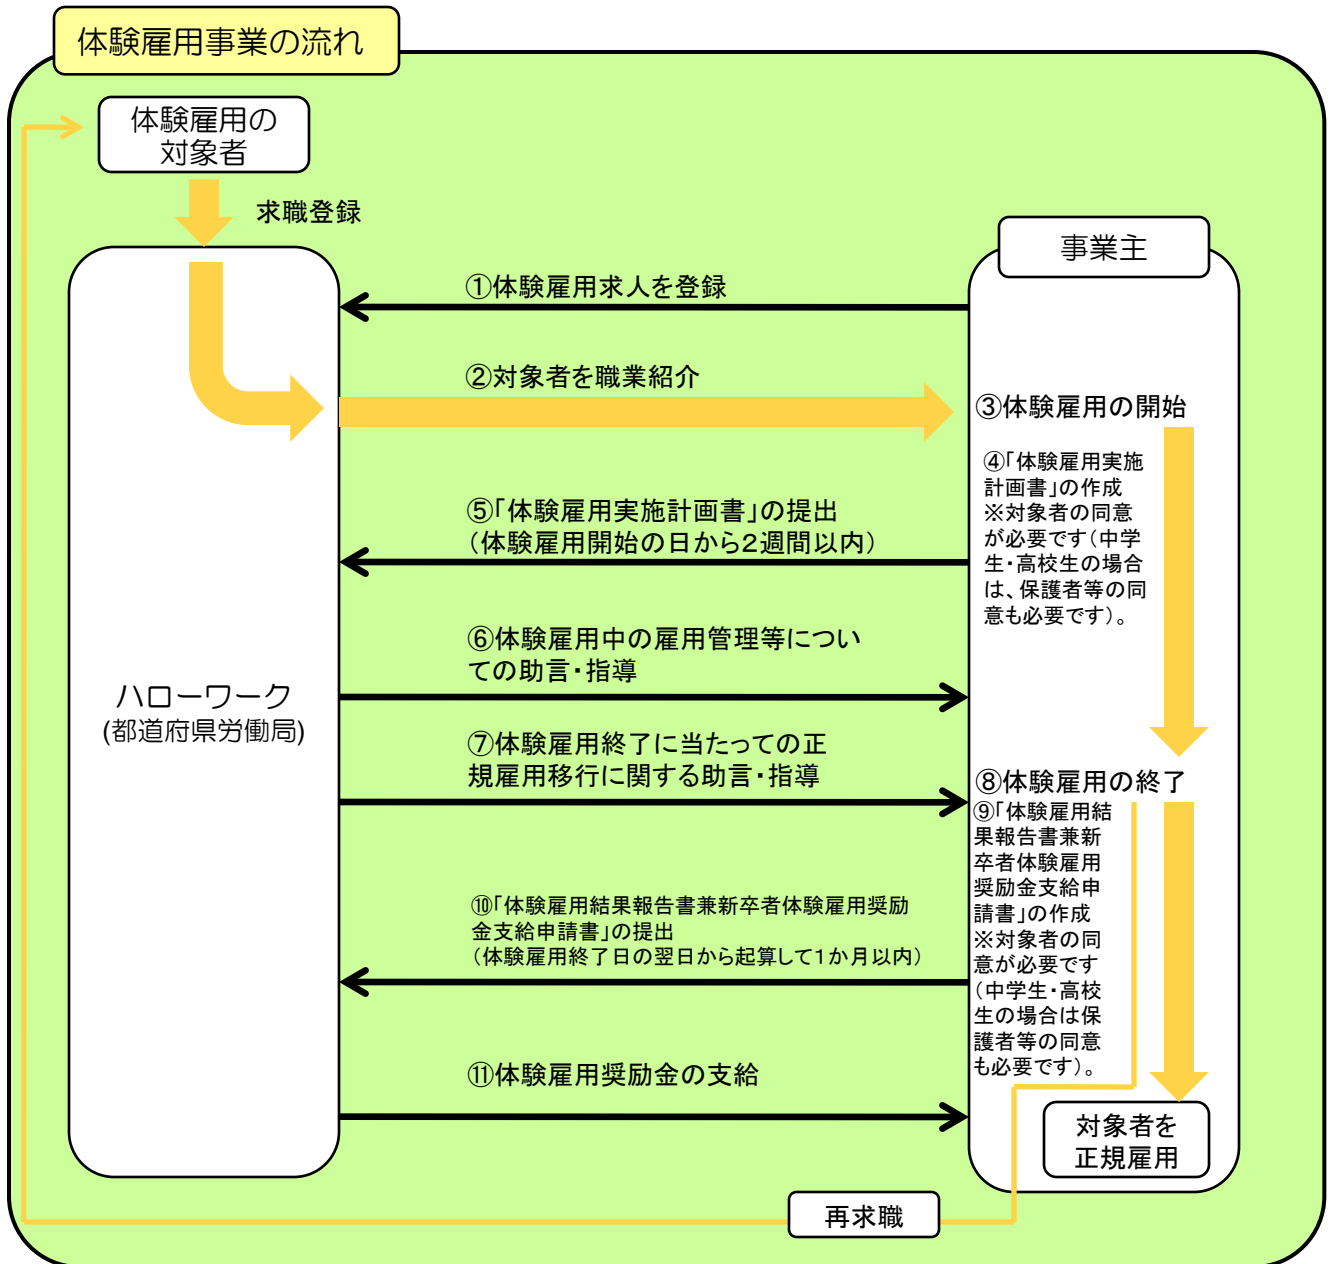 体験雇用事業の流れ
体験雇用の
対象者
求職登録
事業主
①体験雇用求人を登録
②対象者を職業紹介
③体験雇用の開始
④「体験雇用実施
計画書」の作成
※対象者の同意
が必要です（中学
生・高校生の場合
は、保護者等の同
意も必要です）。
⑤「体験雇用実施計画書」の提出
（体験雇用開始の日から２週間以内）
⑥体験雇用中の雇用管理等につい
ての助言・指導
ハローワーク
(都道府県労働局)
⑦体験雇用終了に当たっての正
規雇用移行に関する助言・指導
⑧体験雇用の終了
⑨「体験雇用結
果報告書兼新
卒者体験雇用
奨励金支給申
請書」の作成
※対象者の同
意が必要です
（中学生・高校
生の場合は保
護者等の同意
も必要です）。
⑩「体験雇用結果報告書兼新卒者体験雇用奨励
金支給申請書」の提出
（体験雇用終了日の翌日から起算して１か月以内）
⑪体験雇用奨励金の支給
対象者を
正規雇用
再求職